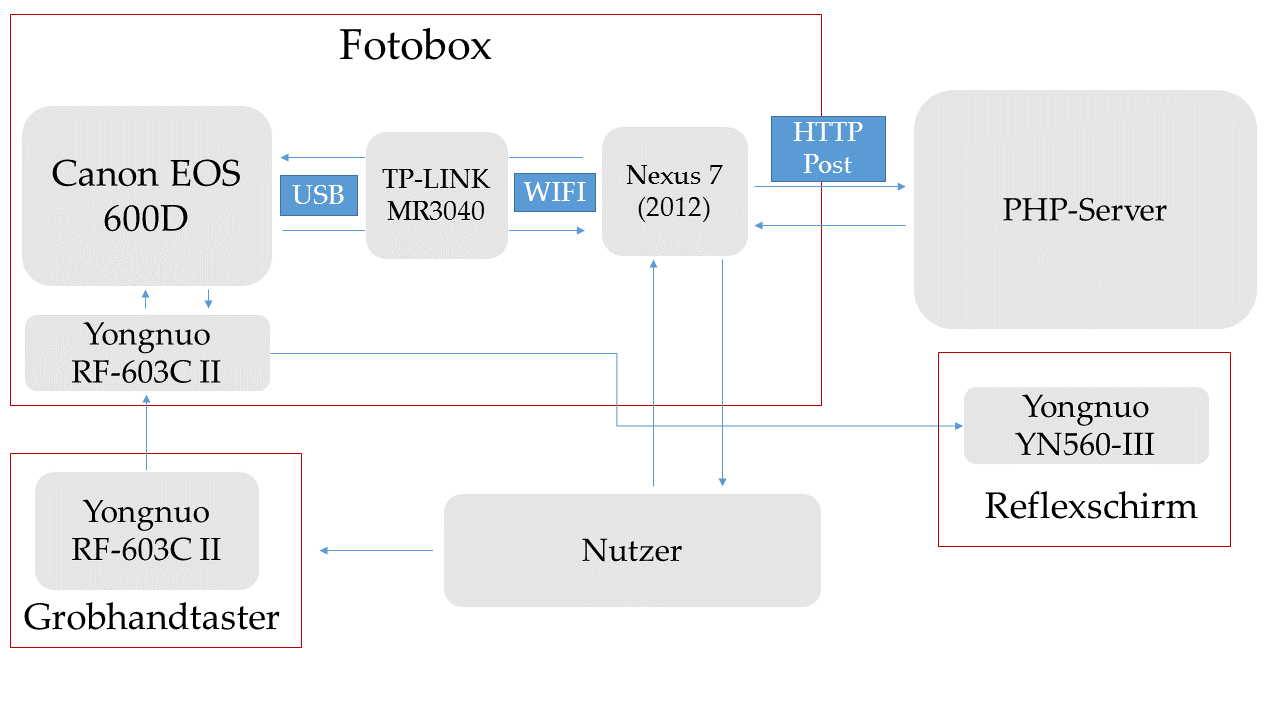 Fotobox
Canon EOS
600D
USB
TP-LINK
MR3040
WIFI
Nexus 7
(2012)
HTTP
Post
PHP-Server
Yongnuo
RF-603C II
Yongnuo
YN560-III
Reflexschirm
Yongnuo
RF-603C II
Grobhandtaster
Nutzer